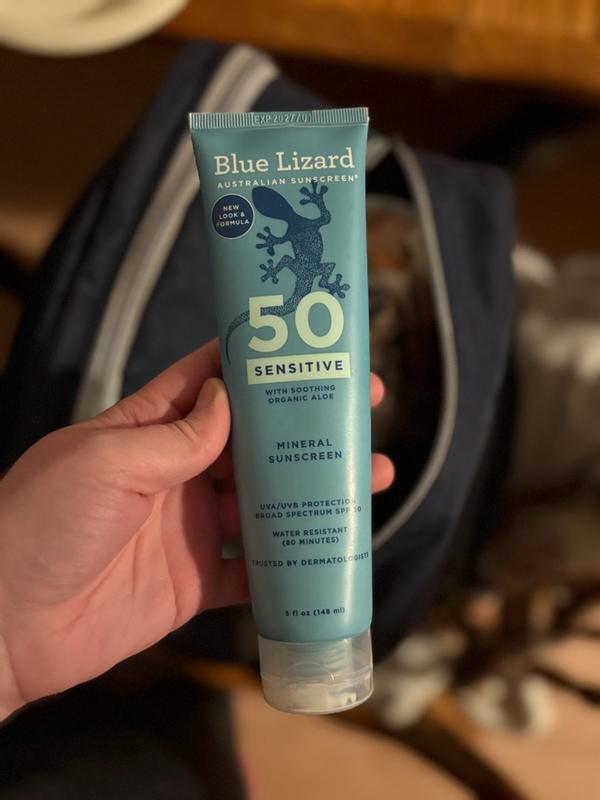 EXP 2027/01
Blue Lizard
AUSTRALIAN SUNSCREEN®
NEW
LOOK &
FORMULA
50
SENSITIVE
WITH SOOTHING
ORGANIC ALOE
MINERAL
SUNSCREEN
UVA/UVB PROTECTION
BROAD SPECTRUM SPF 50
WATER RESISTANT
(80 MINUTES)
TRUSTED BY DERMATOLOGISTS
5 fl oz (148 ml)